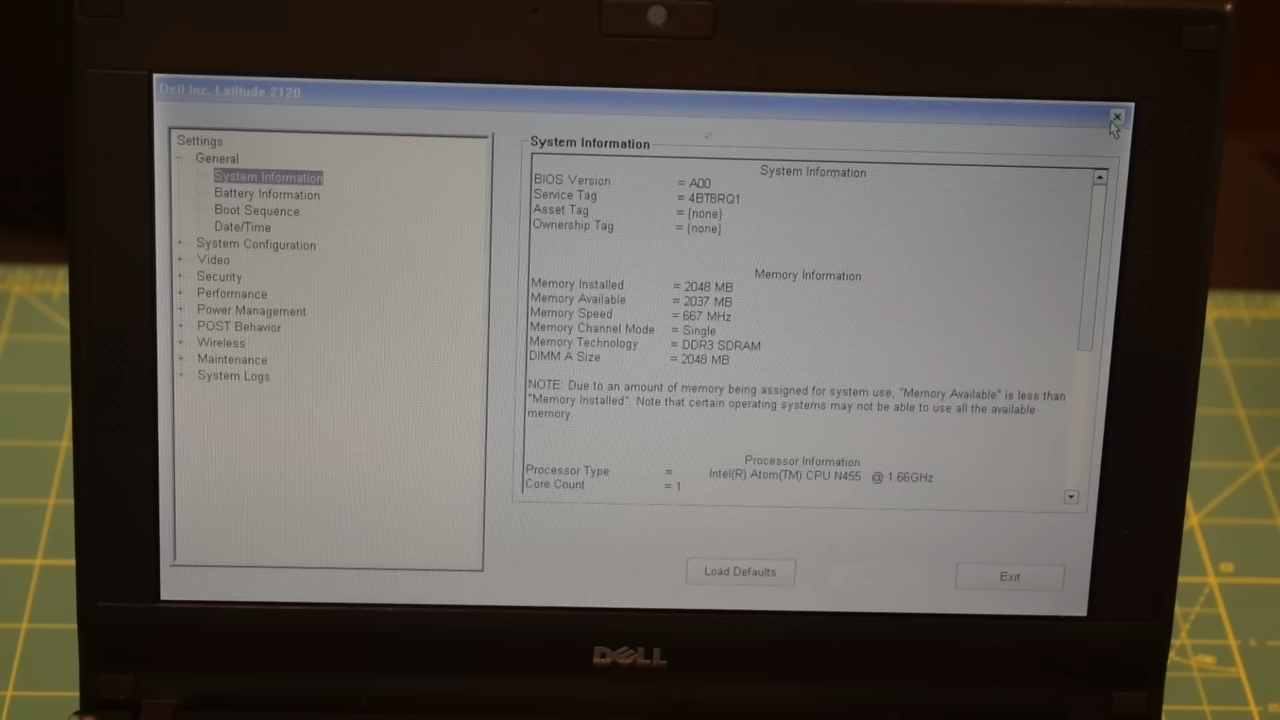 Dell Inc. Latitude 2120
Settings
General
System Information
Battery Information
Boot Sequence
Date/Time
System Configuration
Video
Security
Performance
Power Management
POST Behavior
Wireless
Maintenance
System Logs
System Information
System Information
BIOS Version = A00
Service Tag = 4BT8RQ1
Asset Tag = {none}
Ownership Tag = {none}
Memory Information
Memory Installed = 2048 MB
Memory Available = 2037 MB
Memory Speed = 667 MHz
Memory Channel Mode = Single
Memory Technology = DDR3 SDRAM
DIMM A Size = 2048 MB
NOTE: Due to an amount of memory being assigned for system use, "Memory Available" is less than
"Memory Installed". Note that certain operating systems may not be able to use all the available
memory.
Processor Information
Processor Type = Intel(R) Atom(TM) CPU N455 @ 1.66GHz
Core Count = 1
Load Defaults
Exit
DELL